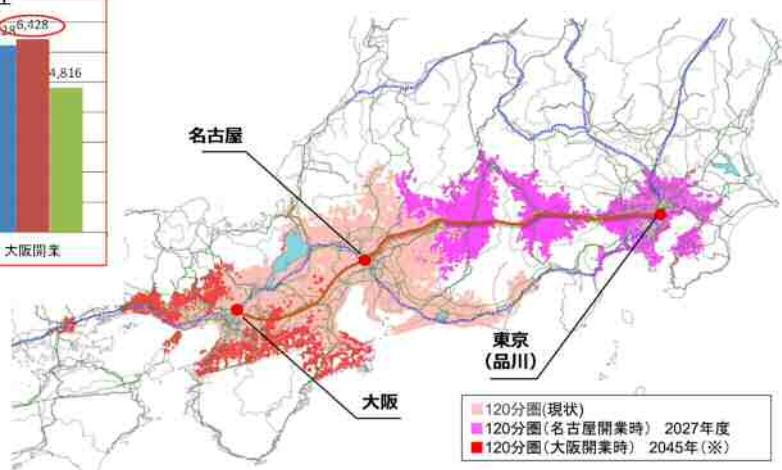 6,428
4,816
大阪開業
名古屋
大阪
東京
(品川)
120分圏(現状)
120分圏(名古屋開業時) 2027年度
120分圏(大阪開業時) 2045年(※)